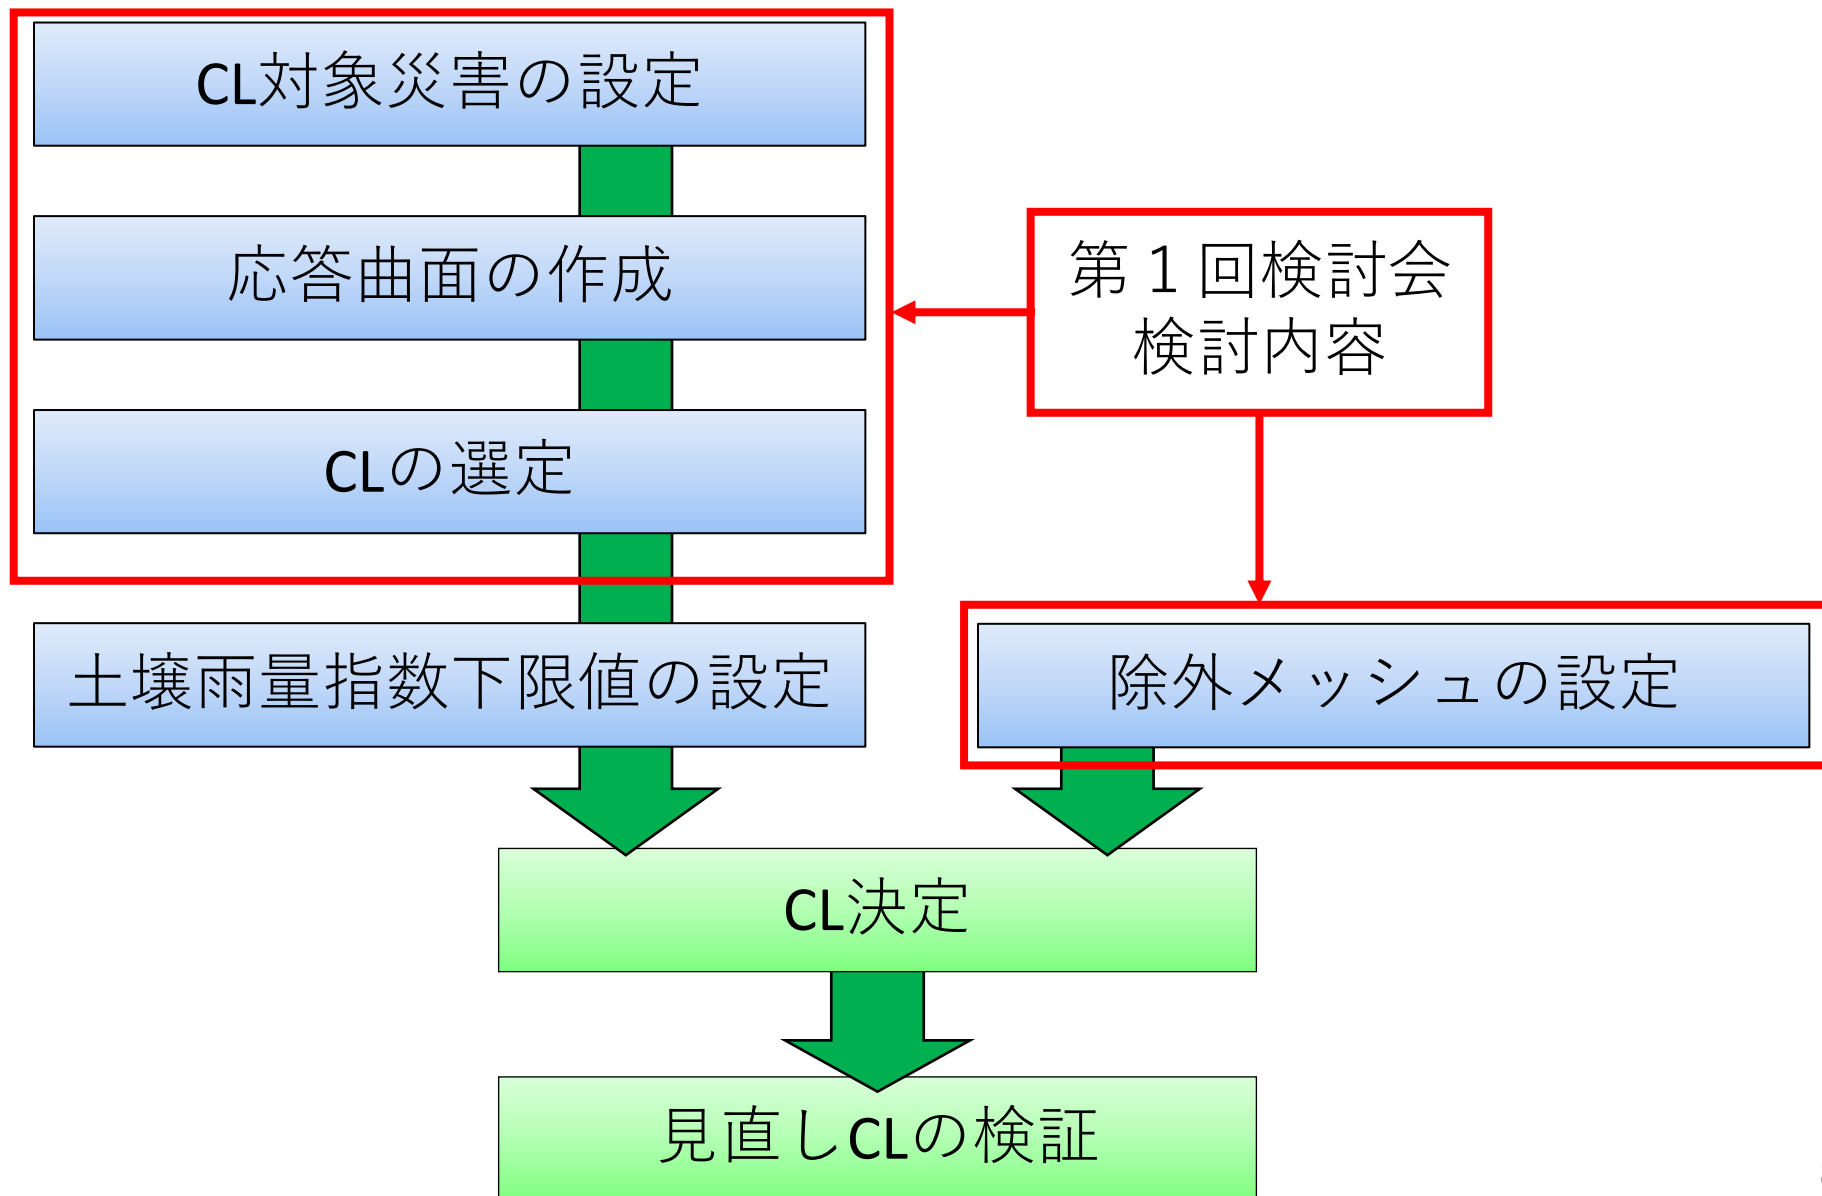 CL対象災害の設定
応答曲面の作成
第１回検討会
検討内容
CLの選定
土壌雨量指数下限値の設定
除外メッシュの設定
CL決定
見直しCLの検証